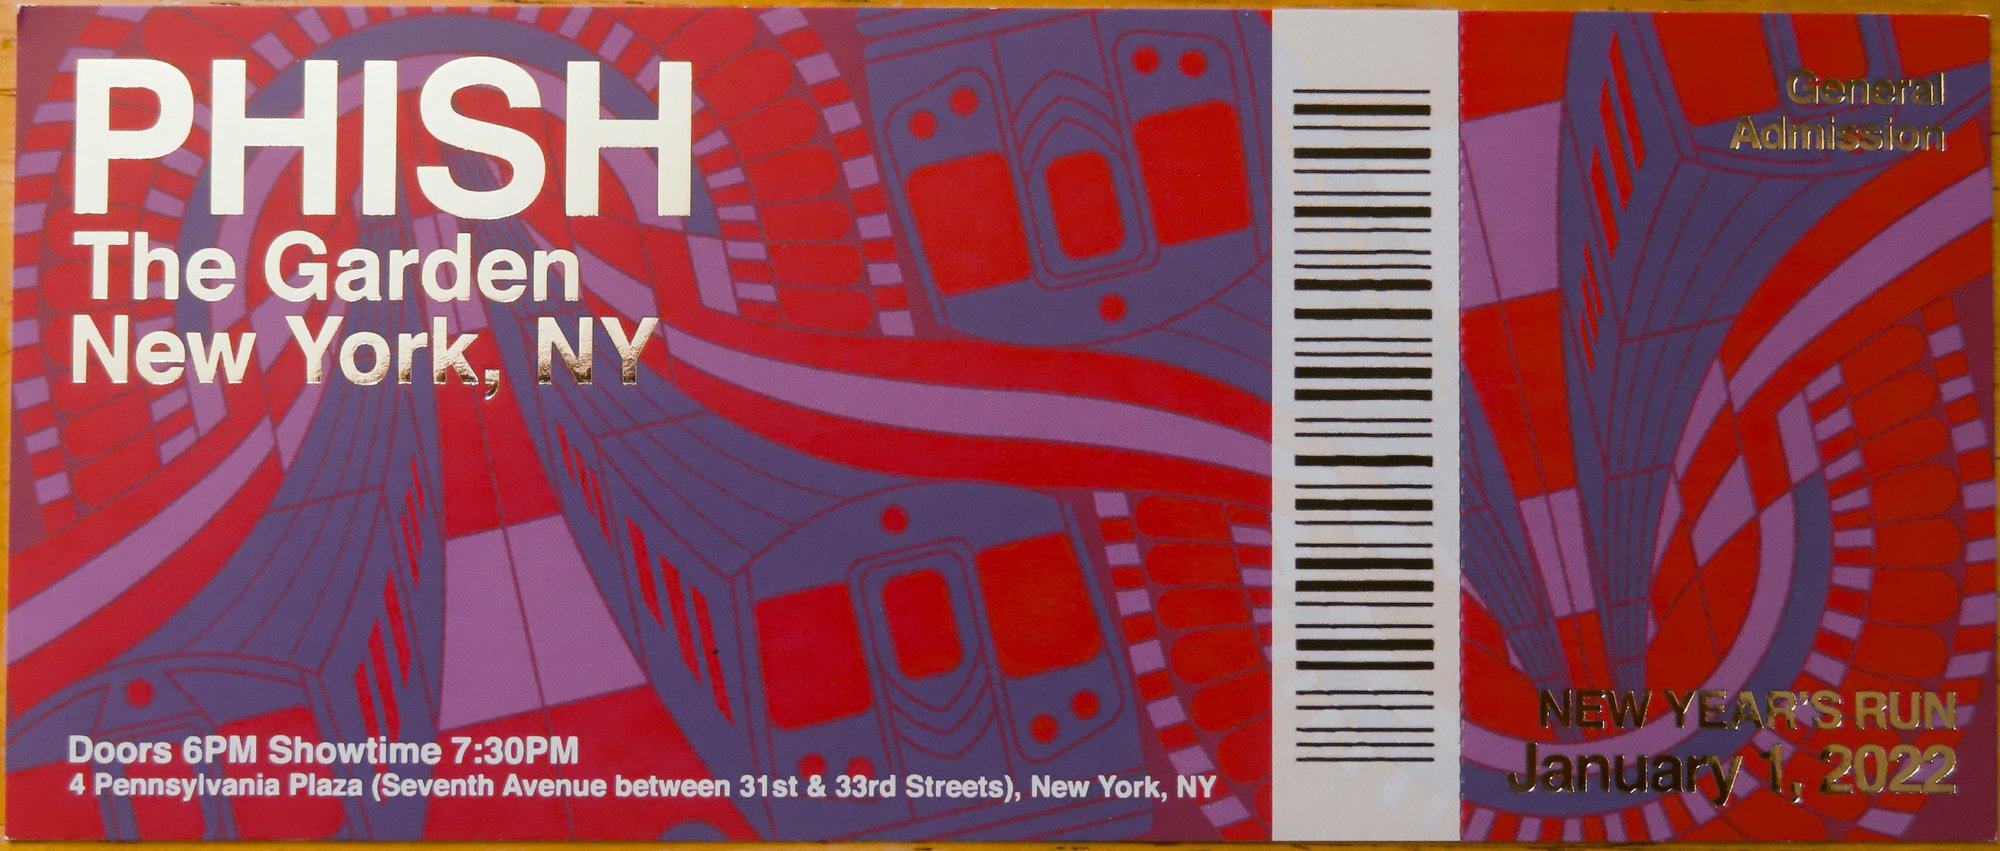 PHISH
The Garden
New York, NY
Doors 6PM Showtime 7:30PM
4 Pennsylvania Plaza (Seventh Avenue between 31st & 33rd Streets), New York, NY
General
Admission
NEW YEAR'S RUN
January 1, 2022